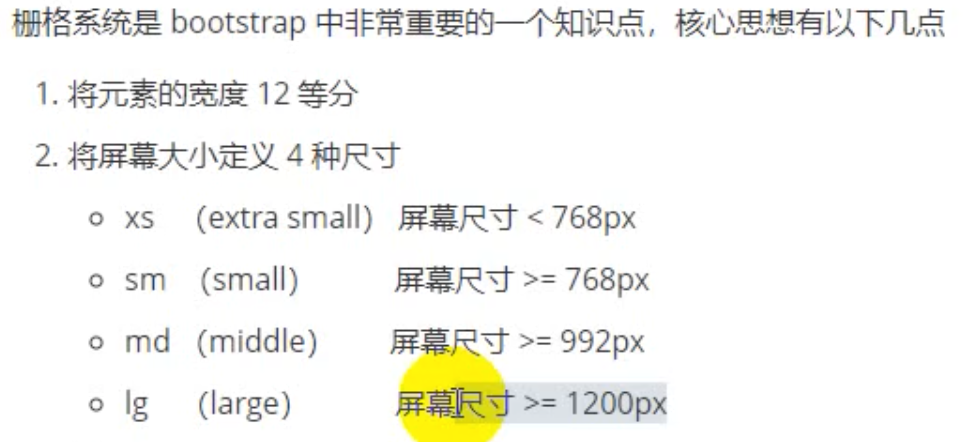 栅格系统是 bootstrap 中非常重要的一个知识点，核心思想有以下几点
1. 将元素的宽度 12 等分
2. 将屏幕大小定义 4 种尺寸
xs （extra small） 屏幕尺寸 < 768px
sm （small） 屏幕尺寸 >= 768px
md （middle） 屏幕尺寸 >= 992px
lg （large） 屏幕尺寸 >= 1200px